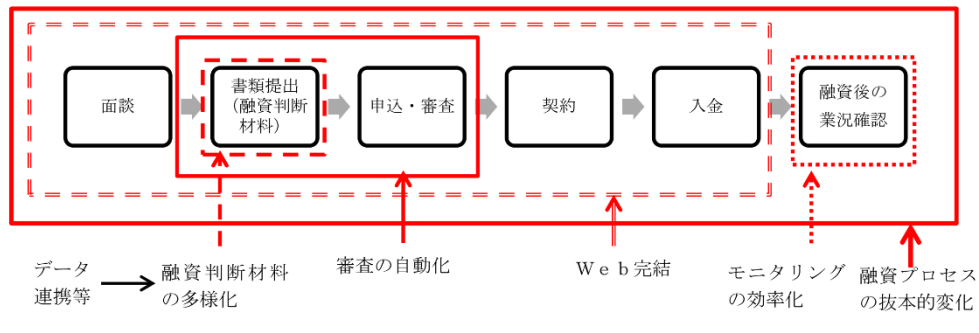 面談
書類提出
（融資判断
材料）
申込・審査
契約
入金
融資後の
業況確認
データ
連携等
融資判断材料
の多様化
審査の自動化
Ｗｅｂ完結
モニタリング
の効率化
融資プロセス
の抜本的変化